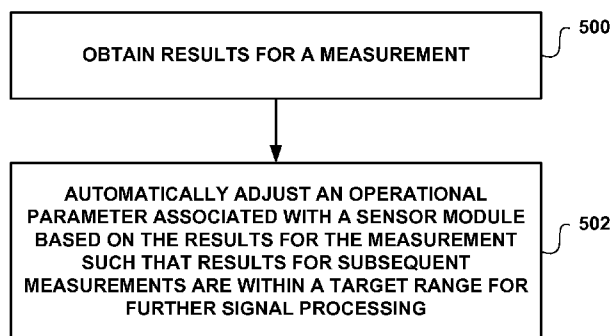 500
OBTAIN RESULTS FOR A MEASUREMENT
AUTOMATICALLY ADJUST AN OPERATIONAL
PARAMETER ASSOCIATED WITH A SENSOR MODULE
BASED ON THE RESULTS FOR THE MEASUREMENT
SUCH THAT RESULTS FOR SUBSEQUENT
MEASUREMENTS ARE WITHIN A TARGET RANGE FOR
FURTHER SIGNAL PROCESSING
502